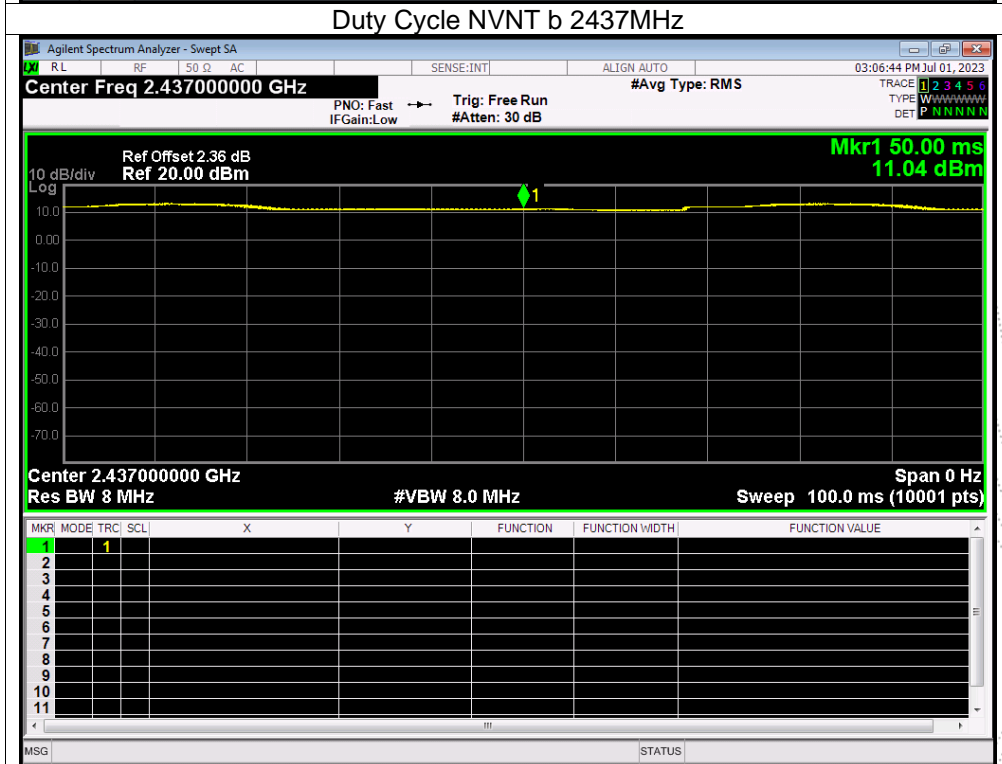 Duty Cycle NVNT b 2437MHz
Agilent Spectrum Analyzer - Swept SA
LXI RL RF 50 Ω AC SENSE:INT ALIGN AUTO 03:06:44 PM Jul 01, 2023
Center Freq 2.437000000 GHz #Avg Type: RMS TRACE 1 2 3 4 5 6
PNO: Fast Trig: Free Run TYPE WWWWWW
IFGain:Low #Atten: 30 dB DET P N N N N N
Mkr1 50.00 ms
Ref Offset 2.36 dB
10 dB/div Ref 20.00 dBm 11.04 dBm
Log
1
10.0
0.00
-10.0
-20.0
-30.0
-40.0
-50.0
-60.0
-70.0
Center 2.437000000 GHz Span 0 Hz
Res BW 8 MHz #VBW 8.0 MHz Sweep 100.0 ms (10001 pts)
MKR MODE TRC SCL X Y FUNCTION FUNCTION WIDTH FUNCTION VALUE
1 1
2
3
4
5
6
7
8
9
10
11
MSG STATUS